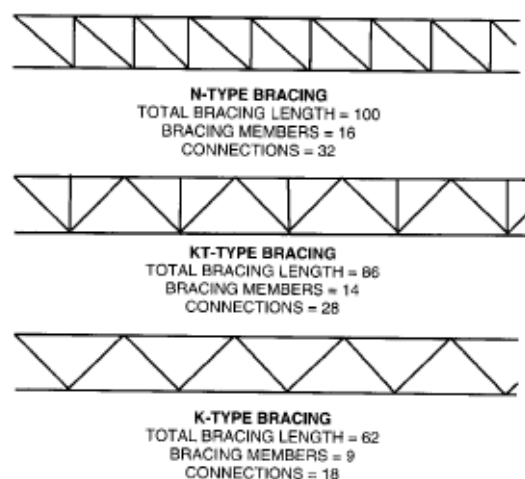 N-TYPE BRACING
TOTAL BRACING LENGTH = 100
BRACING MEMBERS = 16
CONNECTIONS = 32
KT-TYPE BRACING
TOTAL BRACING LENGTH = 86
BRACING MEMBERS = 14
CONNECTIONS = 28
K-TYPE BRACING
TOTAL BRACING LENGTH = 62
BRACING MEMBERS = 9
CONNECTIONS = 18